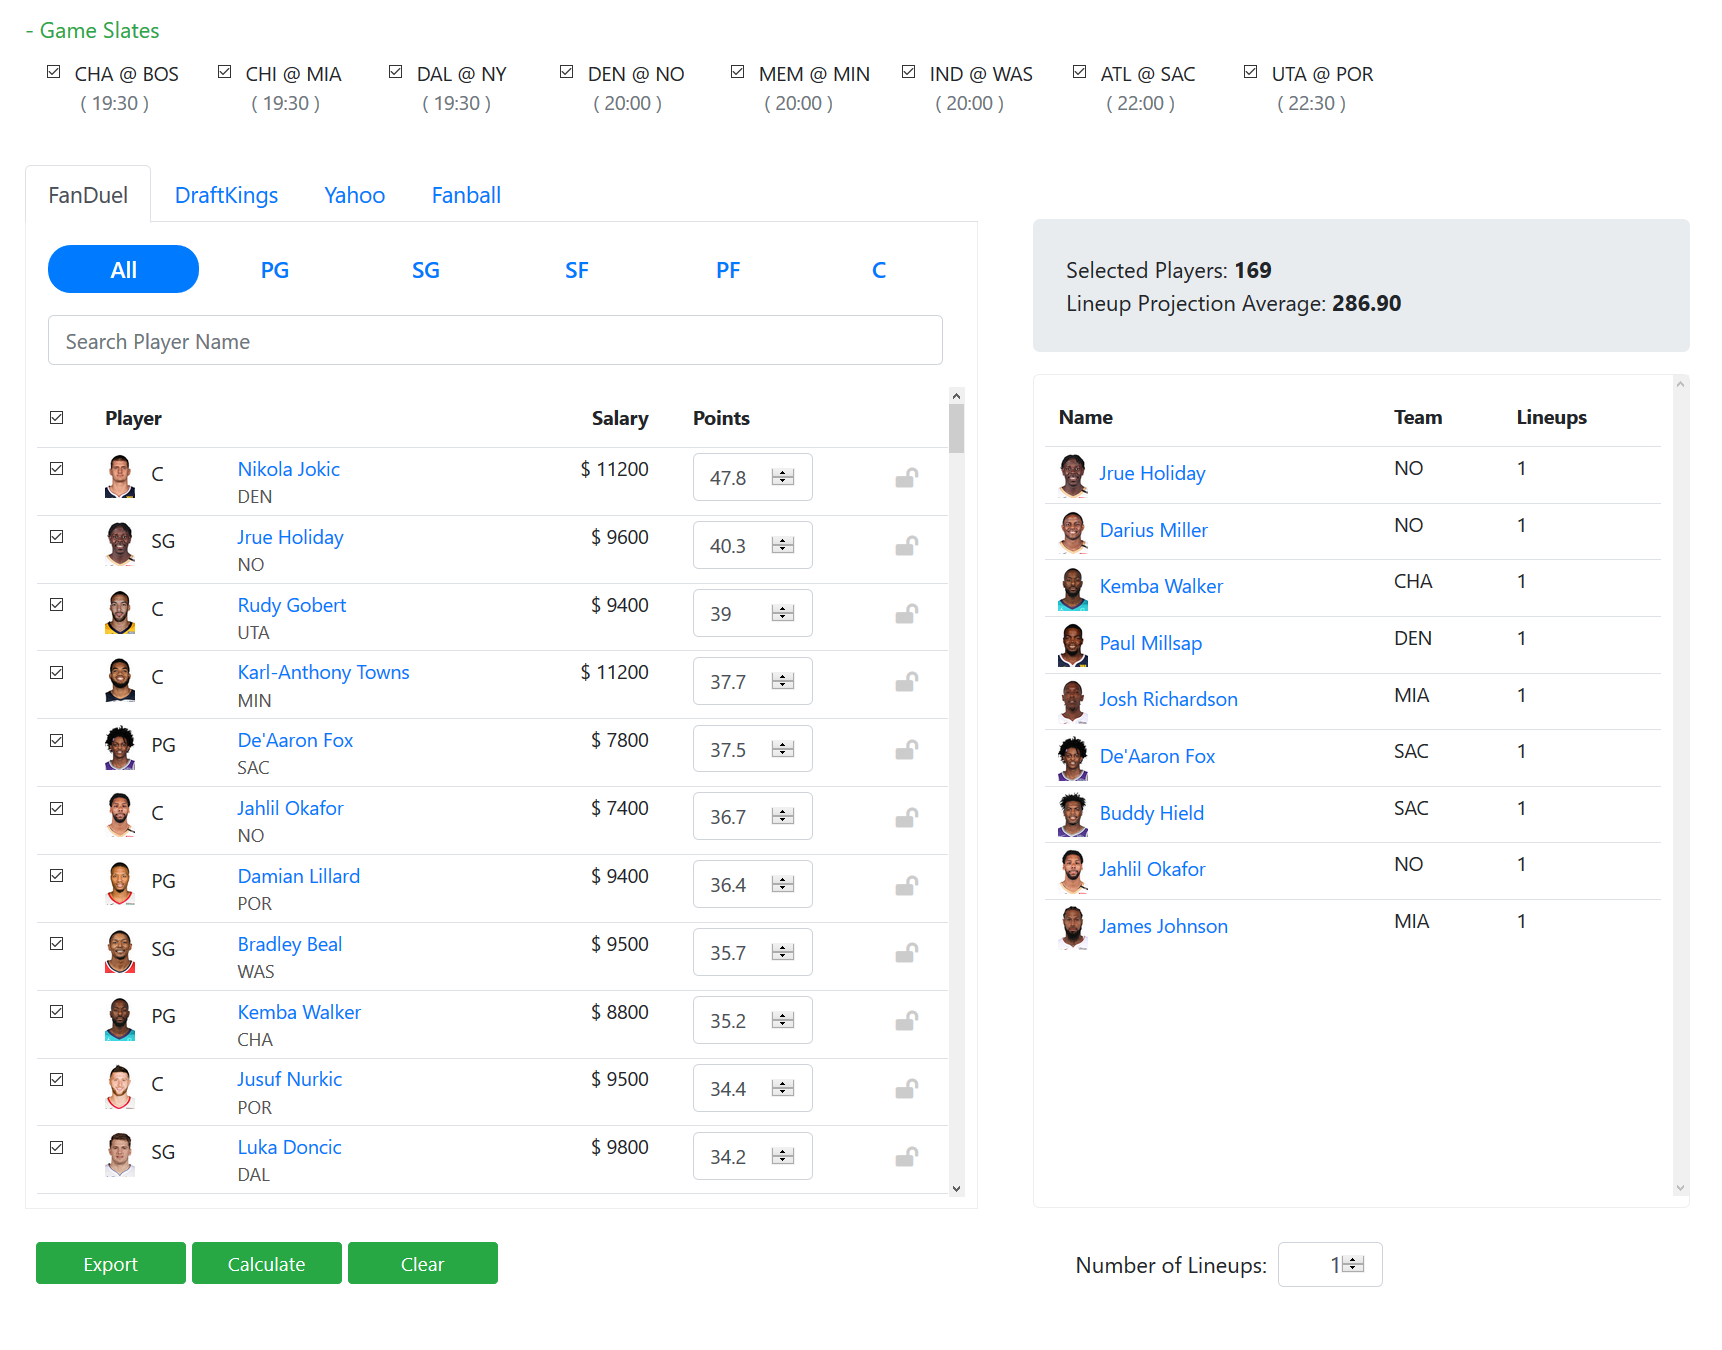 - Game Slates
CHA @ BOS CHI @ MIA DAL @ NY DEN @ NO MEM @ MIN IND @ WAS ATL @ SAC UTA @ POR
( 19:30 ) ( 19:30 ) ( 19:30 ) ( 20:00 ) ( 20:00 ) ( 20:00 ) ( 22:00 ) ( 22:30 )
FanDuel DraftKings Yahoo Fanball
All PG SG SF PF C
Search Player Name
Player Salary Points
C Nikola Jokic $ 11200 47.8
DEN
SG Jrue Holiday $ 9600 40.3
NO
C Rudy Gobert $ 9400 39
UTA
C Karl-Anthony Towns $ 11200 37.7
MIN
PG De'Aaron Fox $ 7800 37.5
SAC
C Jahlil Okafor $ 7400 36.7
NO
PG Damian Lillard $ 9400 36.4
POR
SG Bradley Beal $ 9500 35.7
WAS
PG Kemba Walker $ 8800 35.2
CHA
C Jusuf Nurkic $ 9500 34.4
POR
SG Luka Doncic $ 9800 34.2
DAL
Export Calculate Clear
Selected Players: 169
Lineup Projection Average: 286.90
Name Team Lineups
Jrue Holiday NO 1
Darius Miller NO 1
Kemba Walker CHA 1
Paul Millsap DEN 1
Josh Richardson MIA 1
De'Aaron Fox SAC 1
Buddy Hield SAC 1
Jahlil Okafor NO 1
James Johnson MIA 1
Number of Lineups: 1